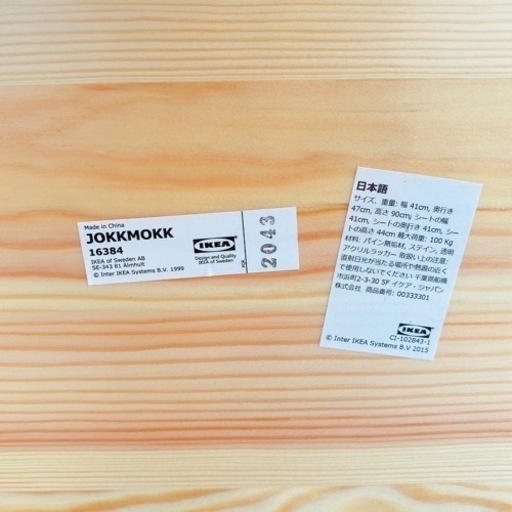 Made in China
JOKKMOKK
16384
IKEA of Sweden AB
SE-343 81 Älmhult
© Inter IKEA Systems B.V. 1999
IKEA
Design and Quality
IKEA of Sweden
2043
日本語
サイズ、重量: 幅 41cm, 奥行き
47cm, 高さ 90cm; シートの幅
41cm, シートの奥行き 41cm, シー
トの高さ 44cm 最大荷重: 100 Kg
材料: パイン無垢材, ステイン, 透明
アクリルラッカー 取扱い上の注意:
直射日光が当たる場所や熱器の近く
で使用しないでください 千葉県船橋
市浜町2-3-30 5F イケア・ジャパン
株式会社 商品番号: 00333301
IKEA
CI-102843-1
© Inter IKEA Systems B.V 2015